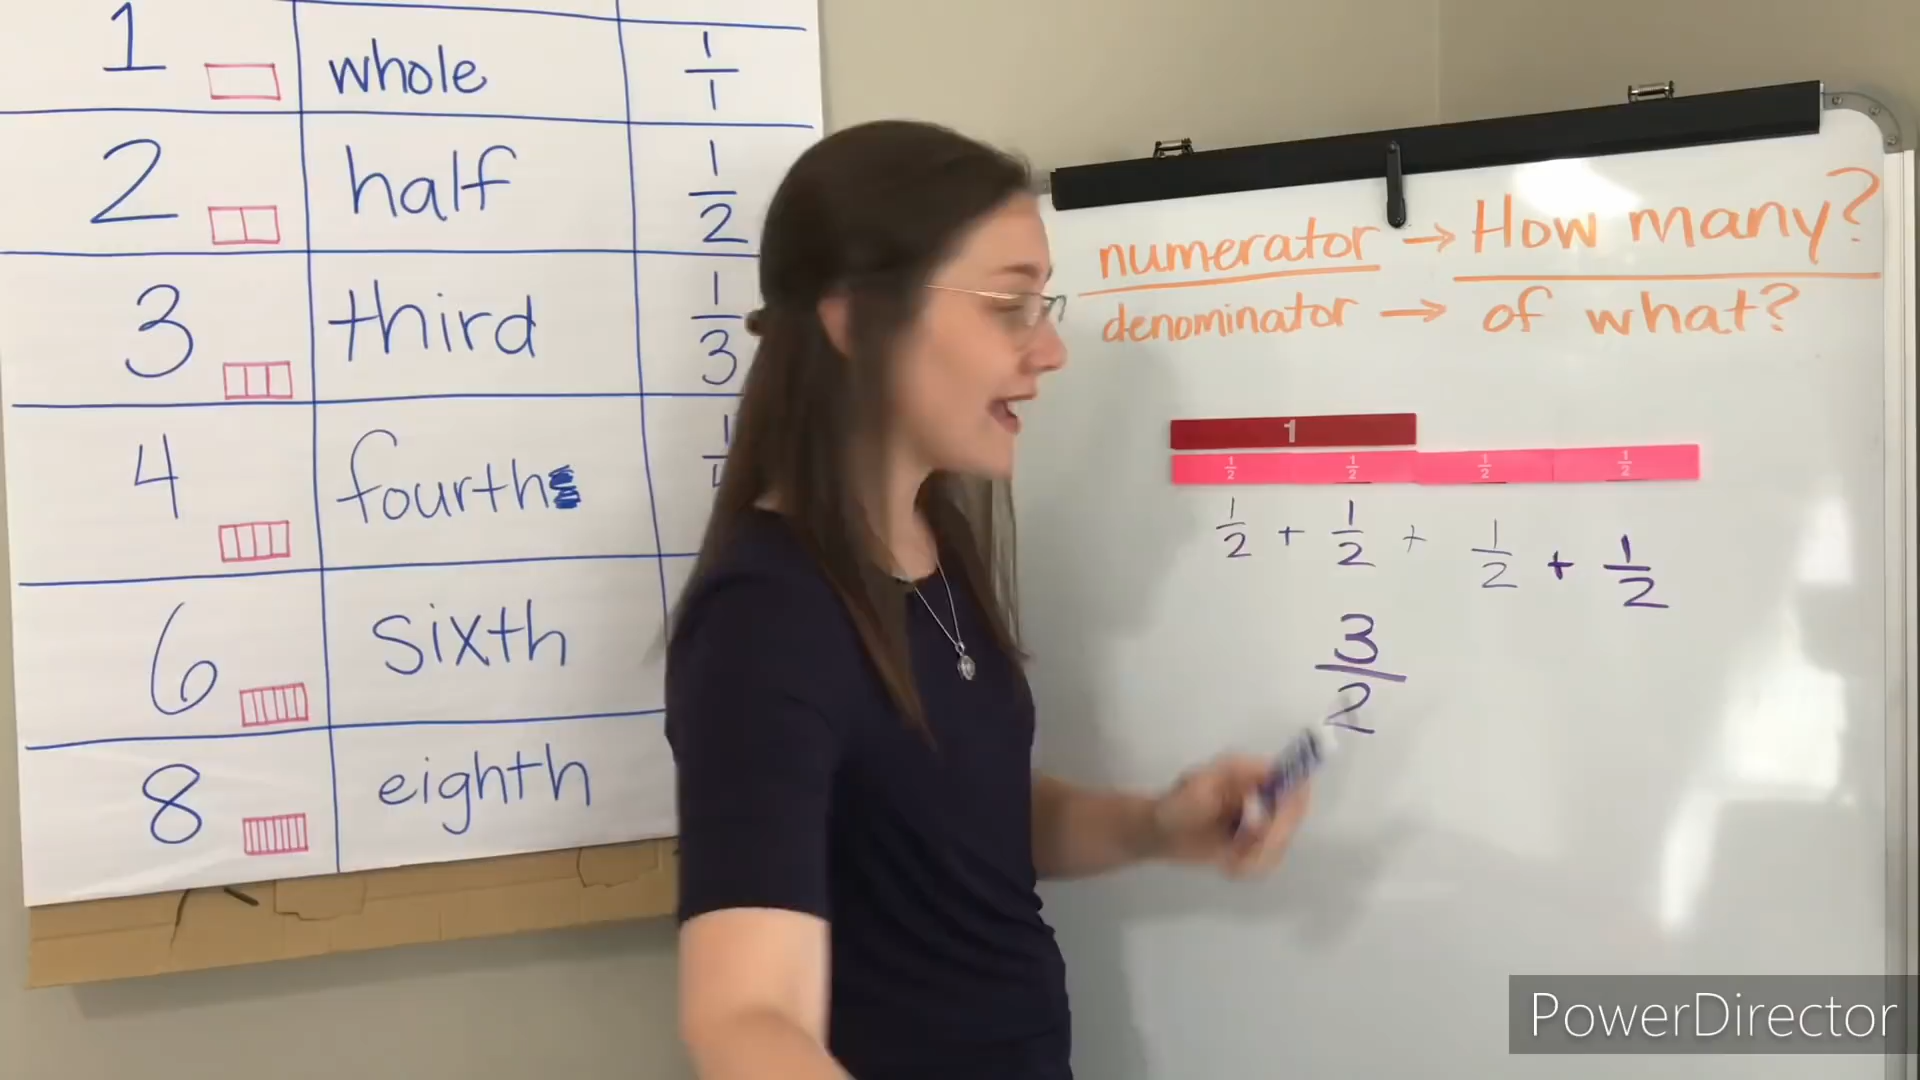 1 whole 1/1
2 half 1/2
3 third 1/3
4 fourth 1
6 sixth
8 eighth
numerator → How many?
denominator → of what?
1
1/2 1/2 1/2 1/2
1/2 + 1/2 + 1/2 + 1/2
3/2
PowerDirector